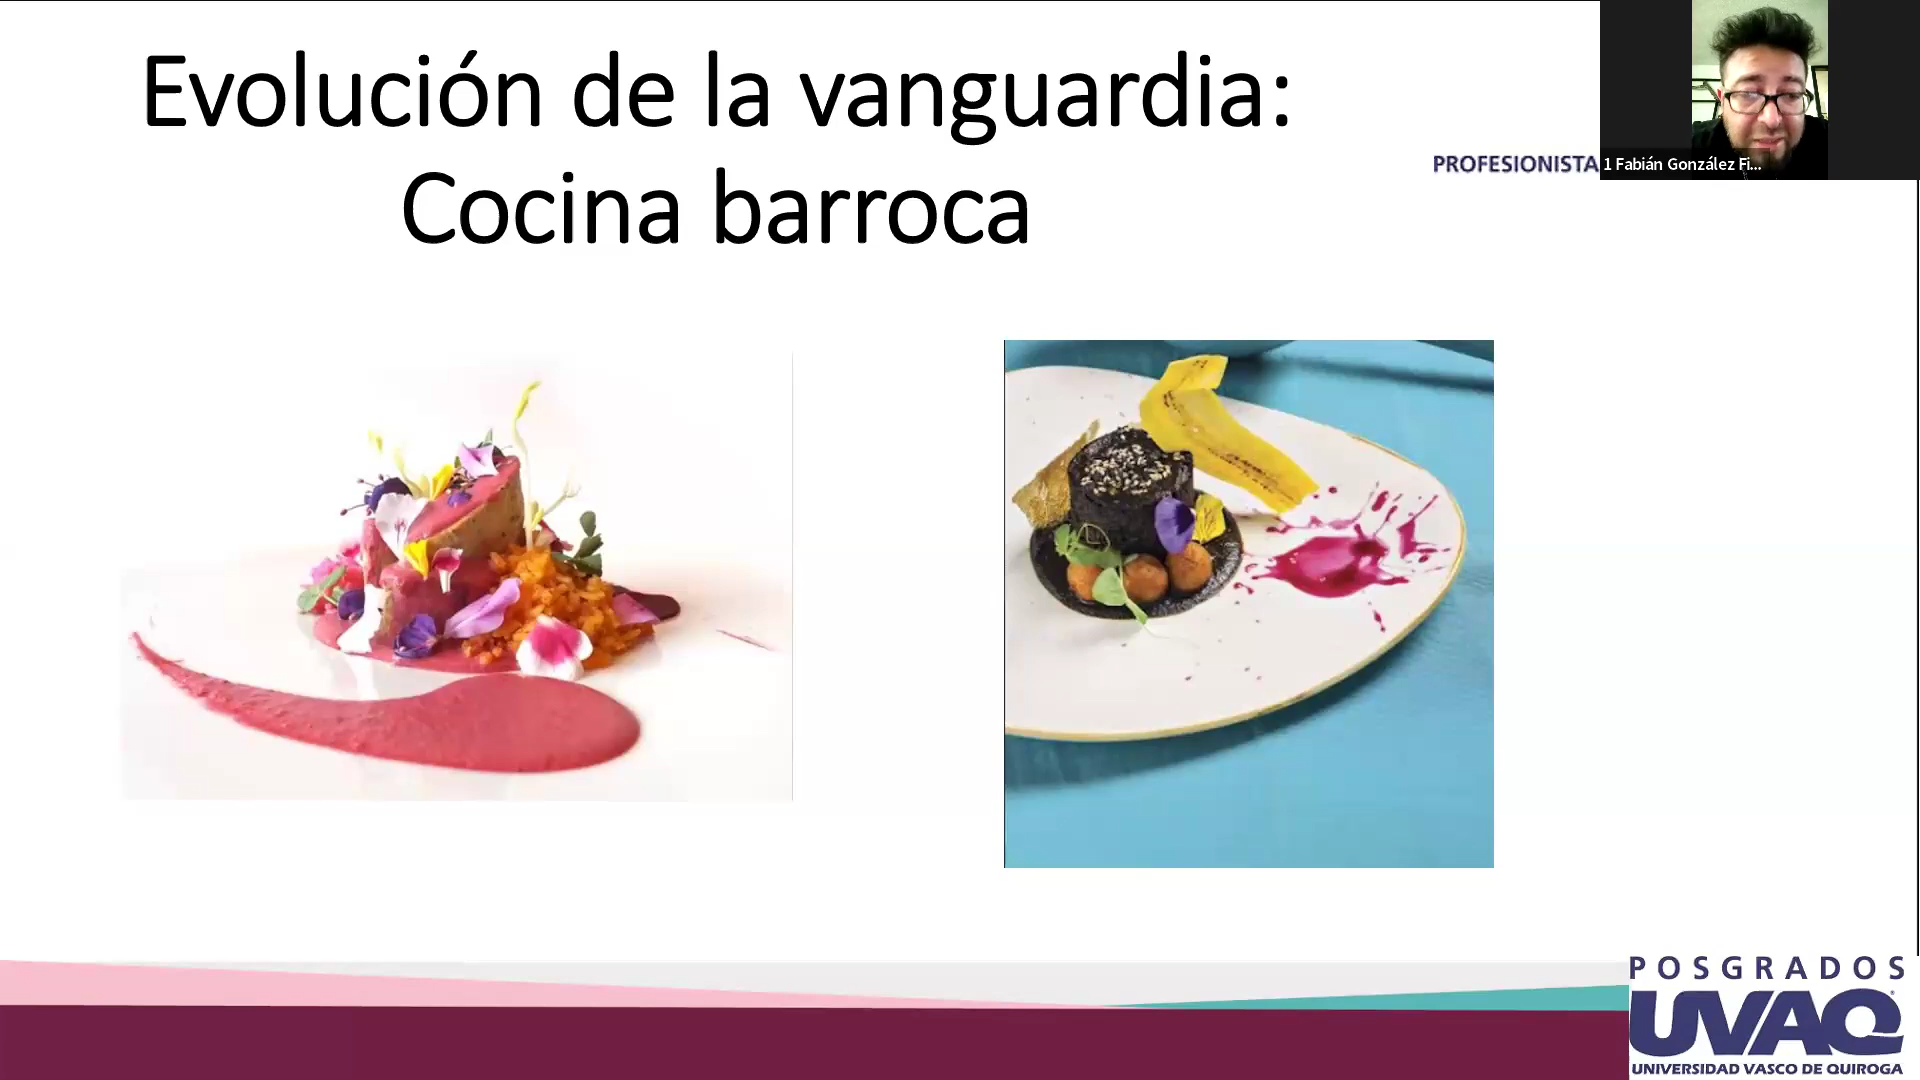 Evolución de la vanguardia:
Cocina barroca
PROFESIONISTA
1 Fabián González Fi...
POSGRADOS
UVAQ
UNIVERSIDAD VASCO DE QUIROGA